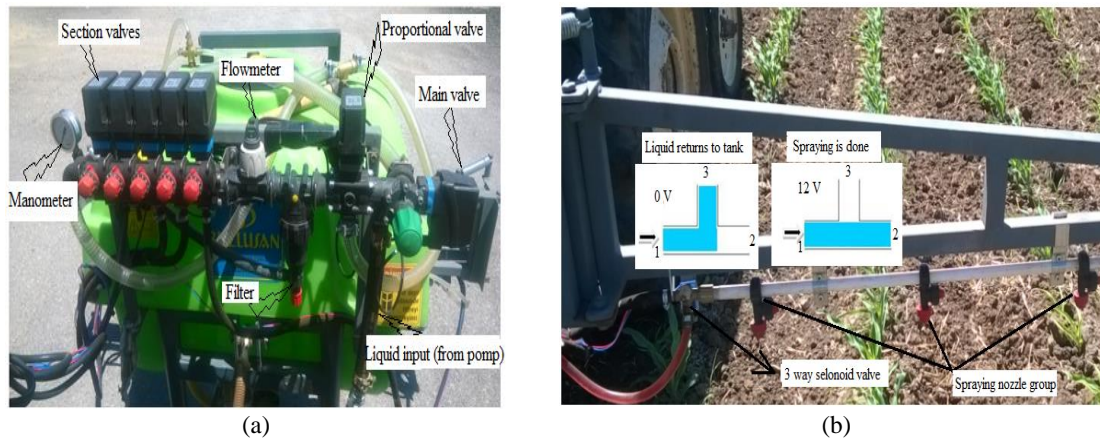 Section valves
Proportional valve
Flowmeter
Main valve
Manometer
Filter
Liquid input (from pomp)
(a)
Liquid returns to tank
Spraying is done
3
3
0 V
12 V
2
2
1
1
3 way selonoid valve
Spraying nozzle group
(b)